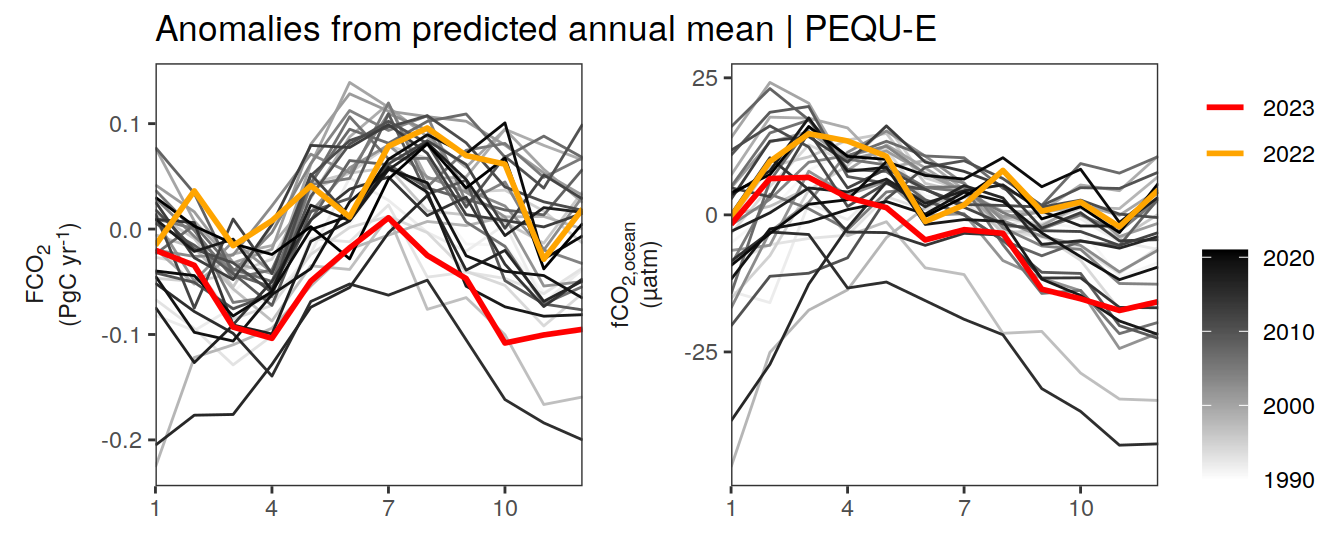 Anomalies from predicted annual mean | PEQU-E
FCO₂
(PgC yr⁻¹)
0.1
0.0
-0.1
-0.2
1 4 7 10
fCO₂,ocean
(µatm)
25
0
-25
1 4 7 10
2023
2022
2020
2010
2000
1990